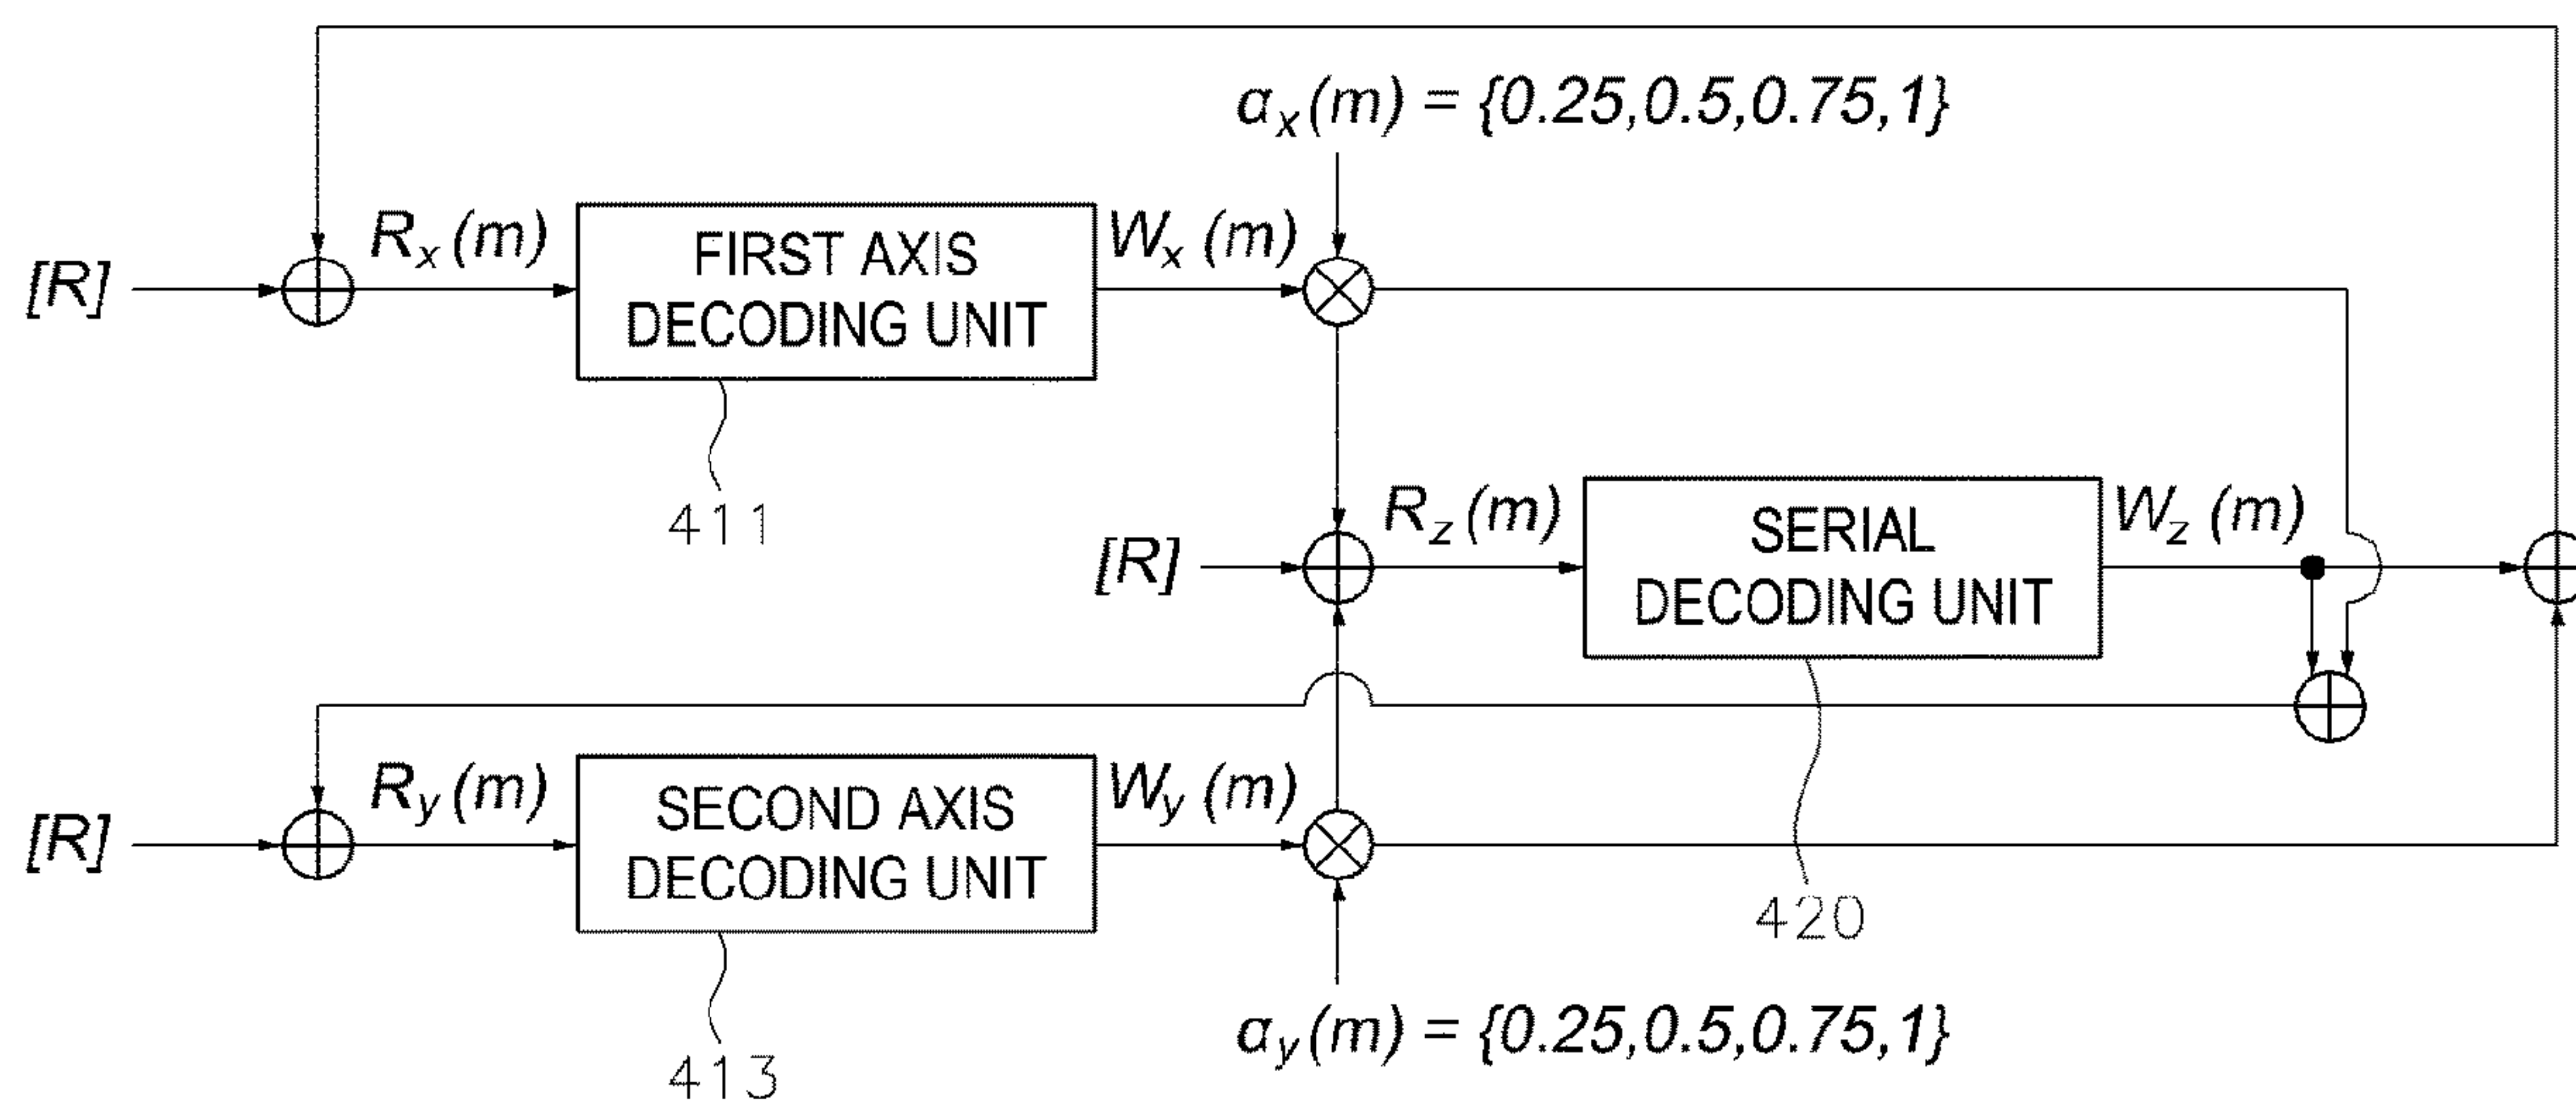 αx(m) = {0.25,0.5,0.75,1}
[R]
Rx(m)
FIRST AXIS
DECODING UNIT
Wx(m)
411
[R]
Rz(m)
SERIAL
DECODING UNIT
Wz(m)
[R]
Ry(m)
SECOND AXIS
DECODING UNIT
Wy(m)
420
413
αy(m) = {0.25,0.5,0.75,1}